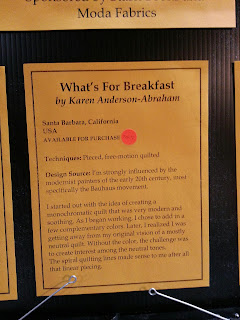 Moda Fabrics
What's For Breakfast
by Karen Anderson-Abraham
Santa Barbara, California
USA
AVAILABLE FOR PURCHASE
Techniques: Pieced, free-motion quilted
Design Source: I'm strongly influenced by the
modernist painters of the early 20th century, most
specifically the Bauhaus movement.
I started out with the idea of creating a
monochromatic quilt that was very modern and
soothing. As I began working, I chose to add in a
few complementary colors. Later, I realized I was
getting away from my original vision of a mostly
neutral quilt. Without the color, the challenge was
to create interest among the neutral tones.
The spiral quilting lines made sense to me after all
that linear piecing.